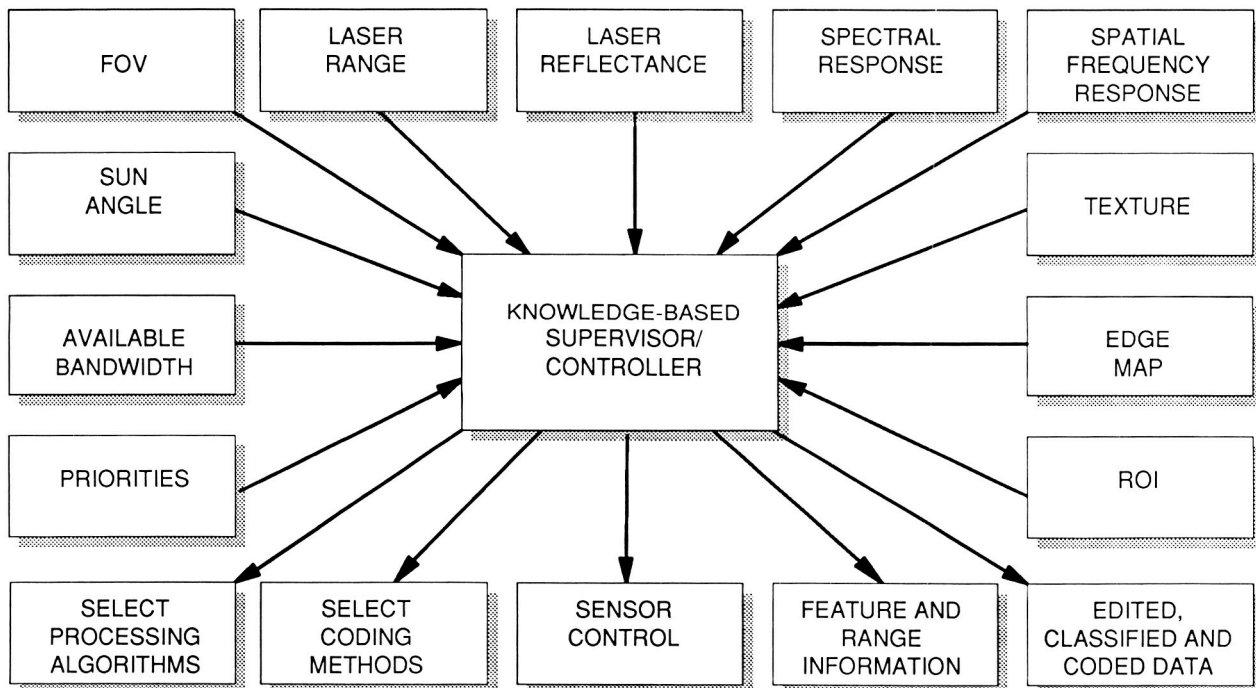 FOV
LASER
RANGE
LASER
REFLECTANCE
SPECTRAL
RESPONSE
SPATIAL
FREQUENCY
RESPONSE
SUN
ANGLE
TEXTURE
KNOWLEDGE-BASED
SUPERVISOR/
CONTROLLER
AVAILABLE
BANDWIDTH
EDGE
MAP
PRIORITIES
ROI
SELECT
PROCESSING
ALGORITHMS
SELECT
CODING
METHODS
SENSOR
CONTROL
FEATURE AND
RANGE
INFORMATION
EDITED,
CLASSIFIED AND
CODED DATA